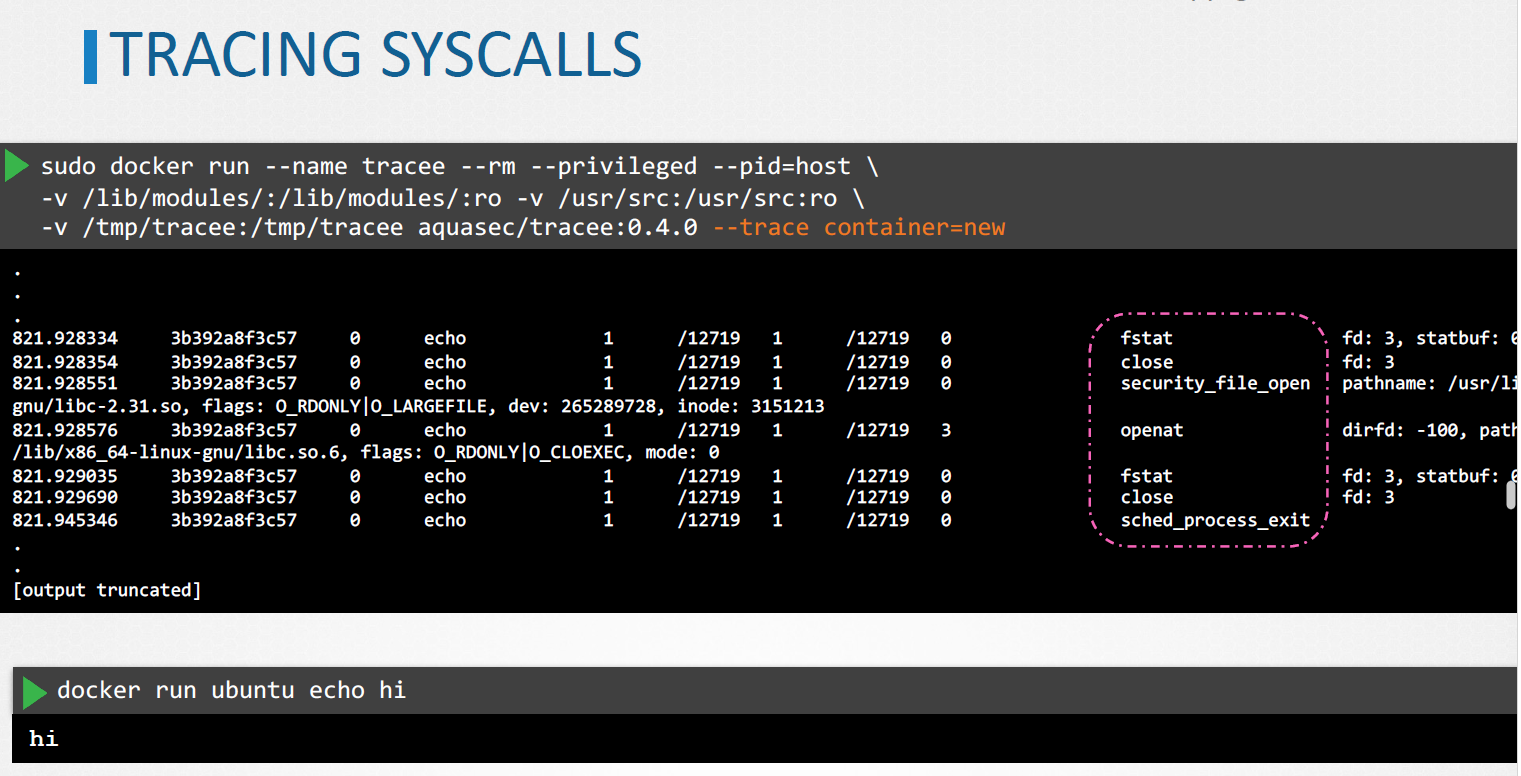 TRACING SYSCALLS
sudo docker run --name tracee --rm --privileged --pid=host \
-v /lib/modules/:/lib/modules/:ro -v /usr/src:/usr/src:ro \
-v /tmp/tracee:/tmp/tracee aquasec/tracee:0.4.0 --trace container=new
.
.
.
821.928334 3b392a8f3c57 0 echo 1 /12719 1 /12719 0 fstat fd: 3, statbuf:
821.928354 3b392a8f3c57 0 echo 1 /12719 1 /12719 0 close fd: 3
821.928551 3b392a8f3c57 0 echo 1 /12719 1 /12719 0 security_file_open pathname: /usr/li
gnu/libc-2.31.so, flags: O_RDONLY|O_LARGEFILE, dev: 265289728, inode: 3151213
821.928576 3b392a8f3c57 0 echo 1 /12719 1 /12719 3 openat dirfd: -100, path
/lib/x86_64-linux-gnu/libc.so.6, flags: O_RDONLY|O_CLOEXEC, mode: 0
821.929035 3b392a8f3c57 0 echo 1 /12719 1 /12719 0 fstat fd: 3, statbuf:
821.929690 3b392a8f3c57 0 echo 1 /12719 1 /12719 0 close fd: 3
821.945346 3b392a8f3c57 0 echo 1 /12719 1 /12719 0 sched_process_exit
.
.
[output truncated]
docker run ubuntu echo hi
hi